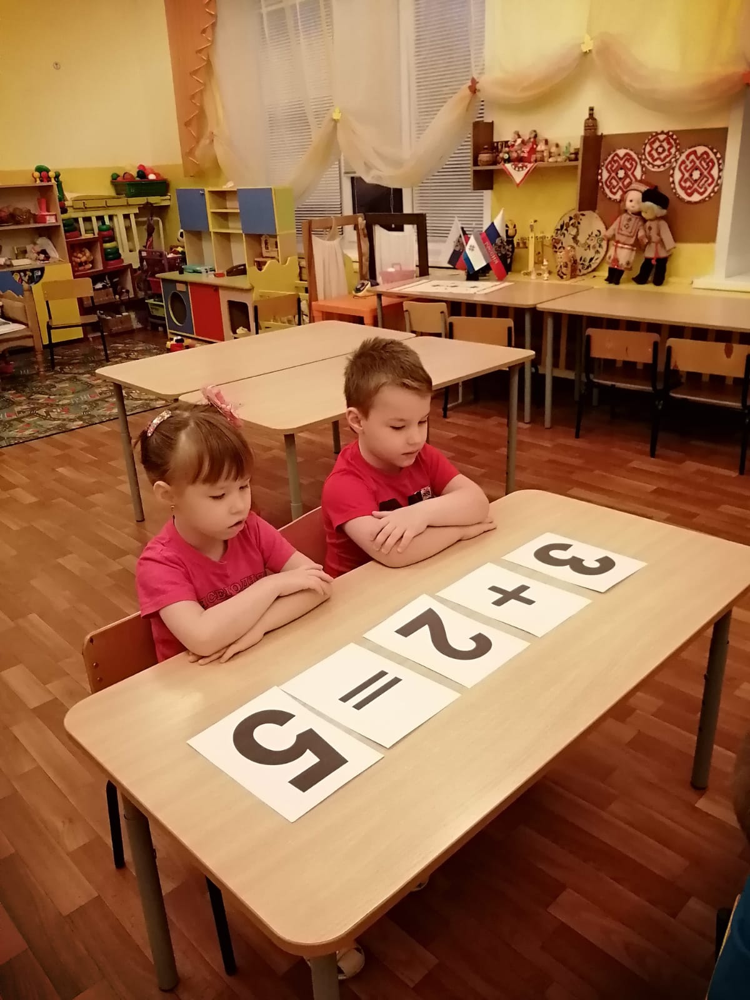 3 + 2 = 5